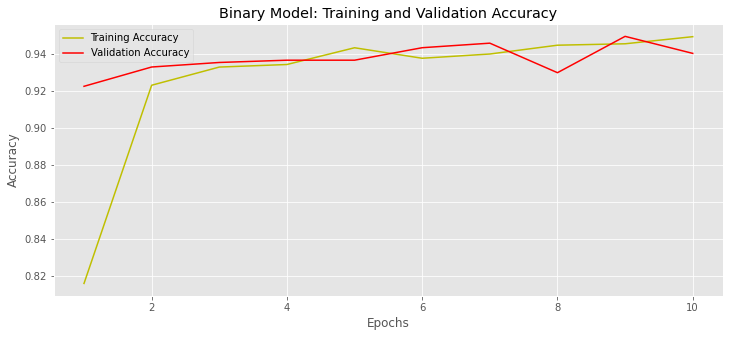 Binary Model: Training and Validation Accuracy
Training Accuracy
Validation Accuracy
0.94
0.92
0.90
0.88
0.86
0.84
0.82
Accuracy
2 4 6 8 10
Epochs